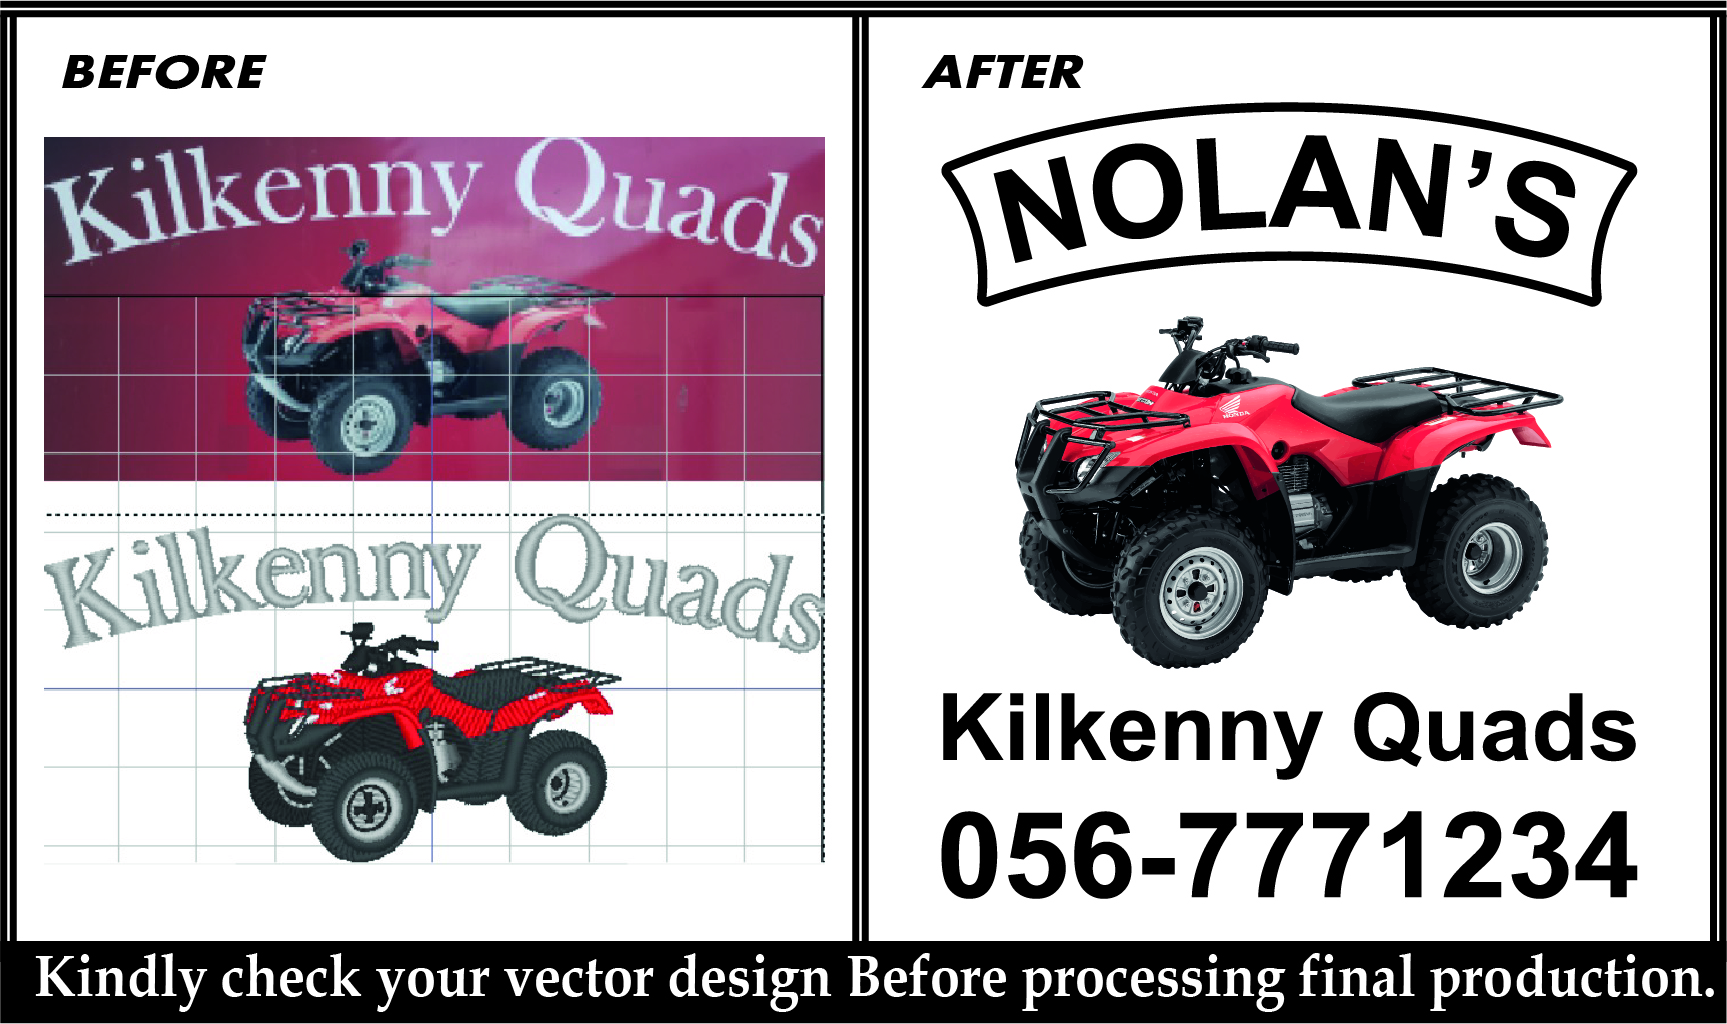 BEFORE
Kilkenny Quads
Kilkenny Quads
AFTER
NOLAN'S
HONDA
Kilkenny Quads
056-7771234
Kindly check your vector design Before processing final production.